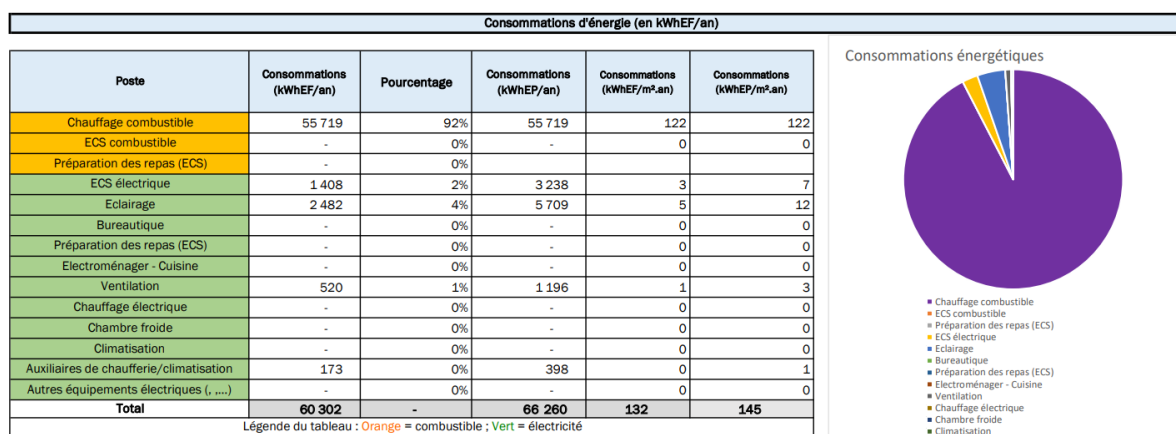 Consommations d'énergie (en kWhEF/an)
Poste | Consommations (kWhEF/an) | Pourcentage | Consommations (kWhEP/an) | Consommations (kWhEF/m².an) | Consommations (kWhEP/m².an)
Chauffage combustible 55 719 92% 55 719 122 122
ECS combustible - 0% - 0 0
Préparation des repas (ECS) - 0%
ECS électrique 1 408 2% 3 238 3 7
Eclairage 2 482 4% 5 709 5 12
Bureautique - 0% - 0 0
Préparation des repas (ECS) - 0% - 0 0
Electroménager - Cuisine - 0% - 0 0
Ventilation 520 1% 1 196 1 3
Chauffage électrique - 0% - 0 0
Chambre froide - 0% - 0 0
Climatisation - 0% - 0 0
Auxiliaires de chaufferie/climatisation 173 0% 398 0 1
Autres équipements électriques (, ,...) - 0% - 0 0
Total 60 302 - 66 260 132 145
Légende du tableau : Orange = combustible ; Vert = électricité
Consommations énergétiques
Chauffage combustible
ECS combustible
Préparation des repas (ECS)
ECS électrique
Eclairage
Bureautique
Préparation des repas (ECS)
Electroménager - Cuisine
Ventilation
Chauffage électrique
Chambre froide
Climatisation